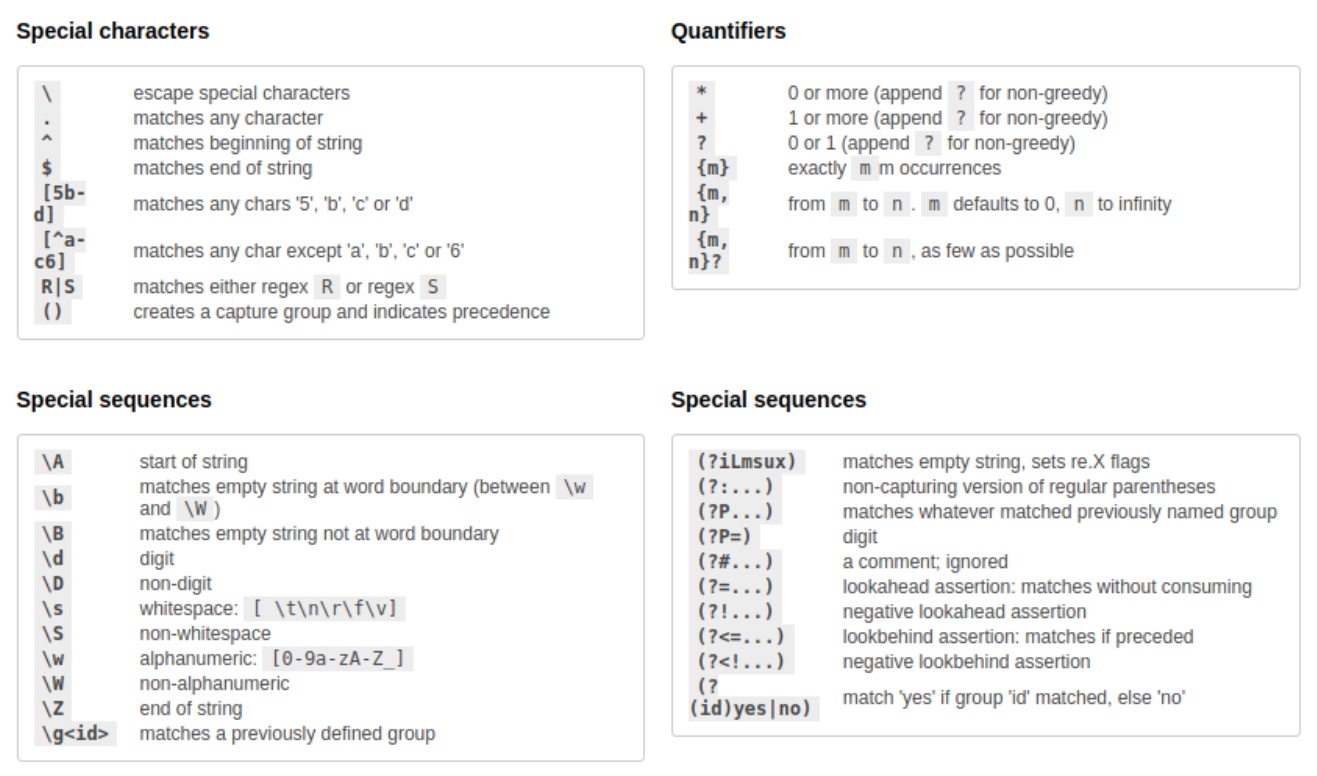 Special characters
\ escape special characters
. matches any character
^ matches beginning of string
$ matches end of string
[5b-
d] matches any chars '5', 'b', 'c' or 'd'
[^a-
c6] matches any char except 'a', 'b', 'c' or '6'
R|S matches either regex R or regex S
() creates a capture group and indicates precedence
Quantifiers
* 0 or more (append ? for non-greedy)
+ 1 or more (append ? for non-greedy)
? 0 or 1 (append ? for non-greedy)
{m} exactly m m occurrences
{m,
n} from m to n . m defaults to 0, n to infinity
{m,
n}? from m to n , as few as possible
Special sequences
\A start of string
\b matches empty string at word boundary (between \w
and \W )
\B matches empty string not at word boundary
\d digit
\D non-digit
\s whitespace: [ \t\n\r\f\v]
\S non-whitespace
\w alphanumeric: [0-9a-zA-Z_]
\W non-alphanumeric
\Z end of string
\g<id> matches a previously defined group
Special sequences
(?iLmsux) matches empty string, sets re.X flags
(?:...) non-capturing version of regular parentheses
(?P...) matches whatever matched previously named group
(?P=) digit
(?#...) a comment; ignored
(?=...) lookahead assertion: matches without consuming
(?!...) negative lookahead assertion
(?<=...) lookbehind assertion: matches if preceded
(?<!...) negative lookbehind assertion
(?
(id)yes|no) match 'yes' if group 'id' matched, else 'no'